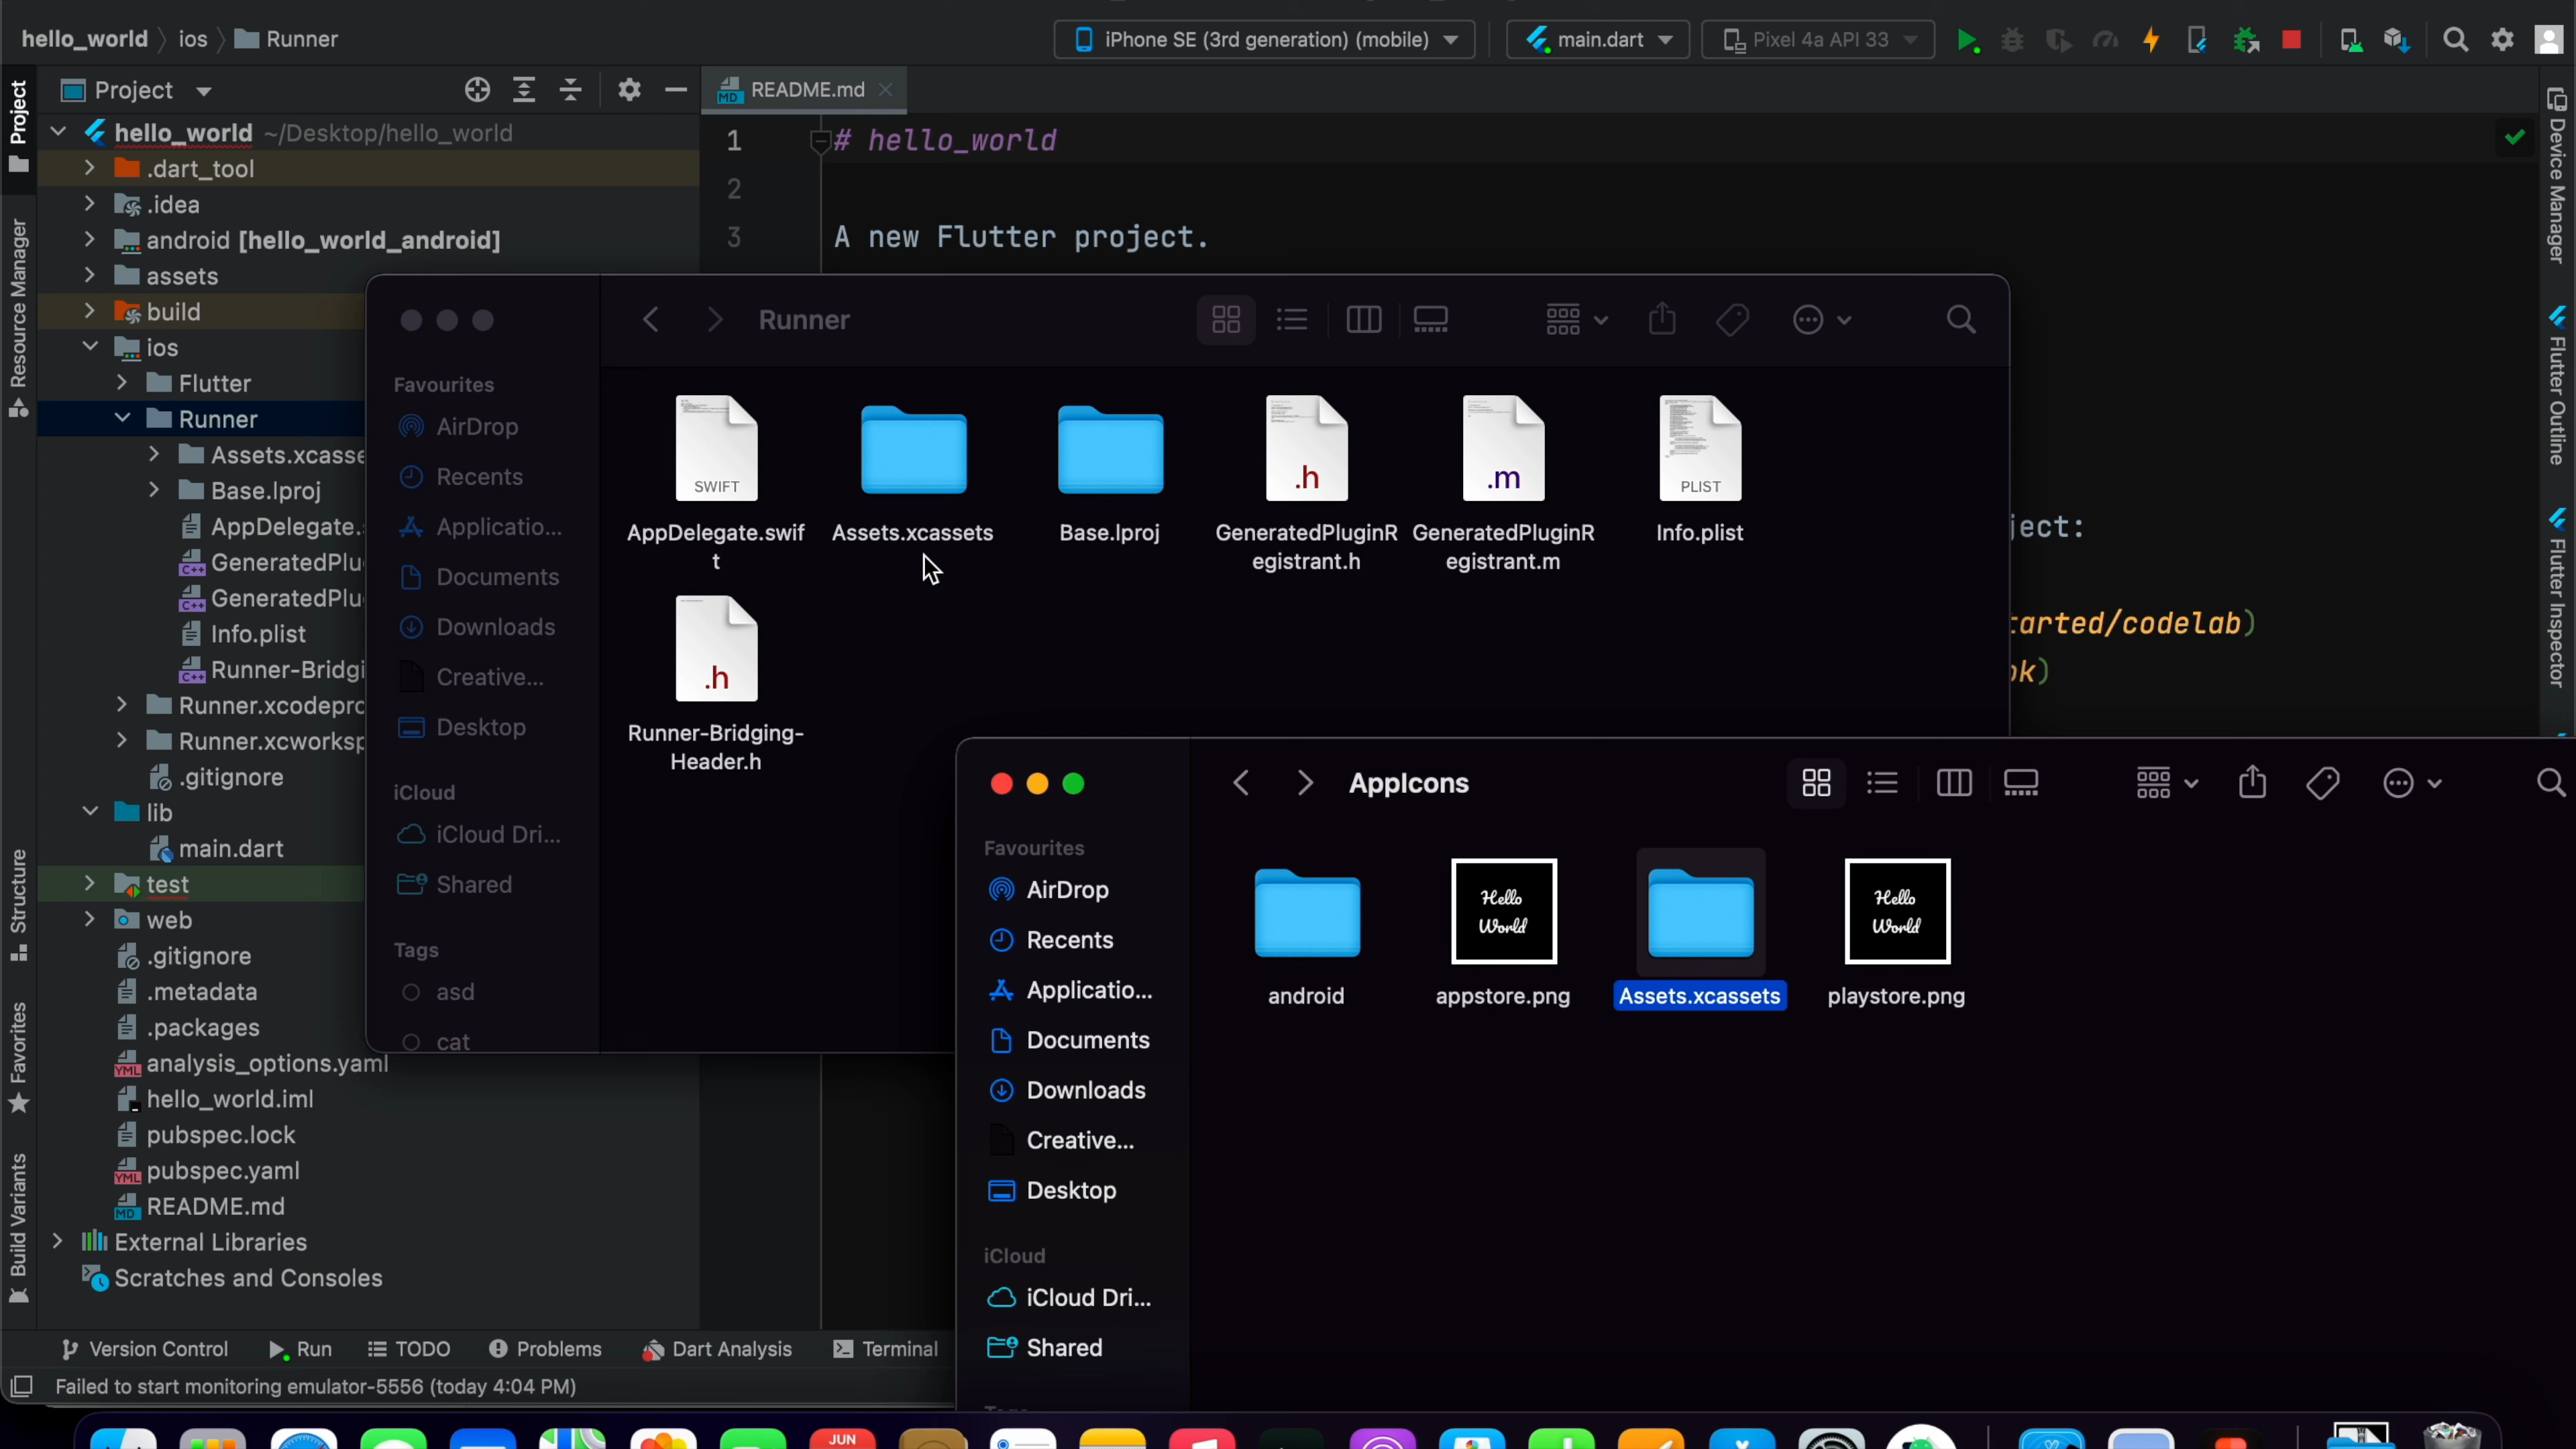 hello_world
ios
Runner
iPhone SE (3rd generation) (mobile)
main.dart
Pixel 4a API 33
Project
Project
README.md
hello_world ~/Desktop/hello_world
.dart_tool
.idea
android [hello_world_android]
assets
build
ios
Flutter
Runner
Assets.xcasse
Base.lproj
AppDelegate.
GeneratedPlu
GeneratedPlu
Info.plist
Runner-Bridgi
Runner.xcodepro
Runner.xcworksp
.gitignore
lib
main.dart
test
web
.gitignore
.metadata
.packages
analysis_options.yaml
hello_world.iml
pubspec.lock
pubspec.yaml
README.md
External Libraries
Scratches and Consoles
Resource Manager
Structure
Favorites
Build Variants
1
# hello_world
2
3
A new Flutter project.
ject:
tarted/codelab)
ok)
Device Manager
Flutter Outline
Flutter Inspector
Runner
Favourites
AirDrop
Recents
Applicatio...
Documents
Downloads
Creative...
Desktop
iCloud
iCloud Dri...
Shared
Tags
asd
cat
SWIFT
AppDelegate.swif
t
Assets.xcassets
Base.lproj
.h
GeneratedPluginR
egistrant.h
.m
GeneratedPluginR
egistrant.m
PLIST
Info.plist
.h
Runner-Bridging-
Header.h
AppIcons
Favourites
AirDrop
Recents
Applicatio...
Documents
Downloads
Creative...
Desktop
iCloud
iCloud Dri...
Shared
android
Hello
World
appstore.png
Assets.xcassets
Hello
World
playstore.png
Version Control
Run
TODO
Problems
Dart Analysis
Terminal
Failed to start monitoring emulator-5556 (today 4:04 PM)
JUN